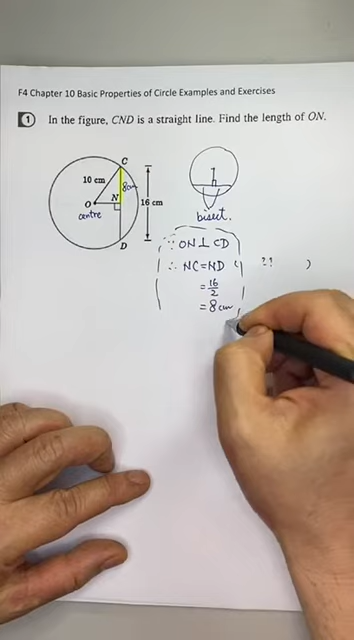 F4 Chapter 10 Basic Properties of Circle Examples and Exercises
1 In the figure, CND is a straight line. Find the length of ON.
C
10 cm
8cm
O
N
16 cm
centre
D
bisect.
∵ ON⊥CD
∴ NC=ND ( ?? )
= 16/2
= 8 cm